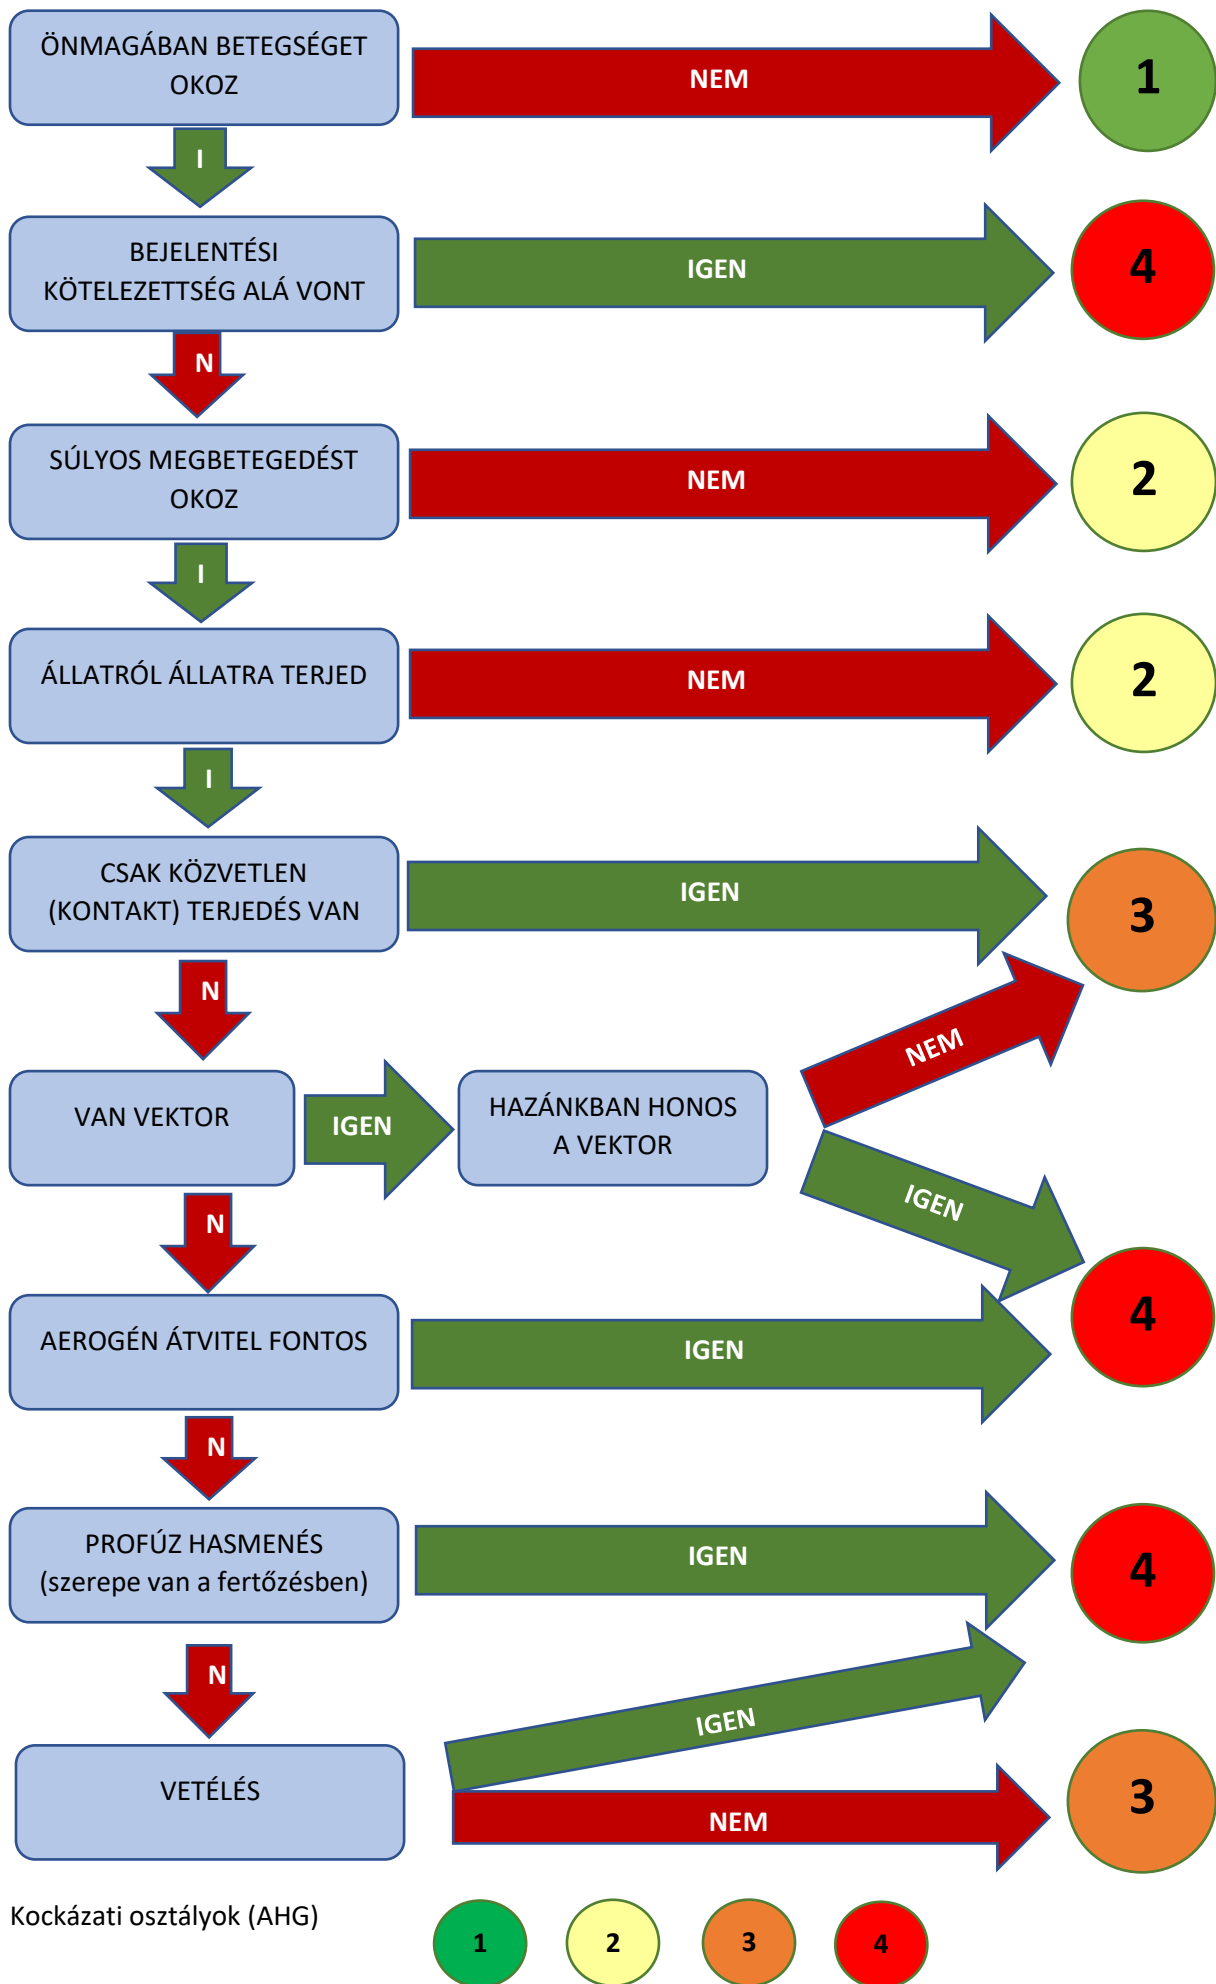 ÖNMAGÁBAN BETEGSÉGET
OKOZ
NEM
1
I
BEJELENTÉSI
KÖTELEZETTSÉG ALÁ VONT
IGEN
4
N
SÚLYOS MEGBETEGEDÉST
OKOZ
NEM
2
I
ÁLLATRÓL ÁLLATRA TERJED
NEM
2
I
CSAK KÖZVETLEN
(KONTAKT) TERJEDÉS VAN
IGEN
3
N
NEM
VAN VEKTOR
IGEN
HAZÁNKBAN HONOS
A VEKTOR
IGEN
N
AEROGÉN ÁTVITEL FONTOS
IGEN
4
N
PROFÚZ HASMENÉS
(szerepe van a fertőzésben)
IGEN
4
N
IGEN
VETÉLÉS
NEM
3
Kockázati osztályok (AHG)
1
2
3
4